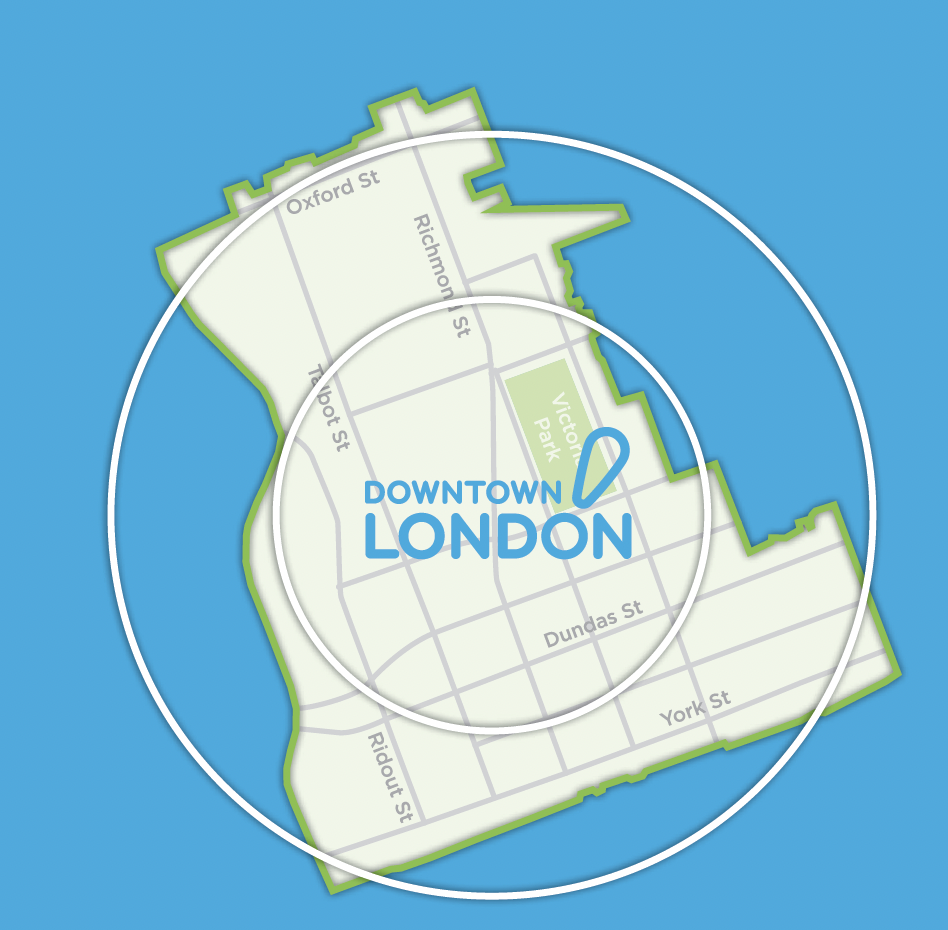 Oxford St
Richmond St
Talbot St
Victoria
Park
DOWNTOWN
LONDON
Dundas St
York St
Ridout St